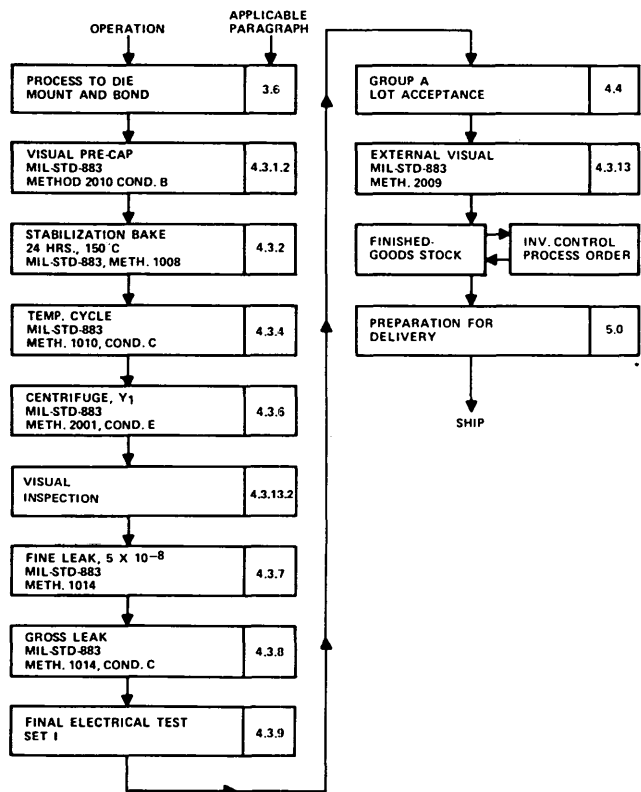 OPERATION
APPLICABLE
PARAGRAPH
PROCESS TO DIE
MOUNT AND BOND
3.6
VISUAL PRE-CAP
MIL-STD-883
METHOD 2010 COND. B
4.3.1.2
STABILIZATION BAKE
24 HRS., 150°C
MIL-STD-883, METH. 1008
4.3.2
TEMP. CYCLE
MIL-STD-883
METH. 1010, COND. C
4.3.4
CENTRIFUGE, Y1
MIL-STD-883
METH. 2001, COND. E
4.3.6
VISUAL
INSPECTION
4.3.13.2
FINE LEAK, 5 X 10−8
MIL-STD-883
METH. 1014
4.3.7
GROSS LEAK
MIL-STD-883
METH. 1014, COND. C
4.3.8
FINAL ELECTRICAL TEST
SET I
4.3.9
GROUP A
LOT ACCEPTANCE
4.4
EXTERNAL VISUAL
MIL-STD-883
METH. 2009
4.3.13
FINISHED-
GOODS STOCK
INV. CONTROL
PROCESS ORDER
PREPARATION FOR
DELIVERY
5.0
SHIP